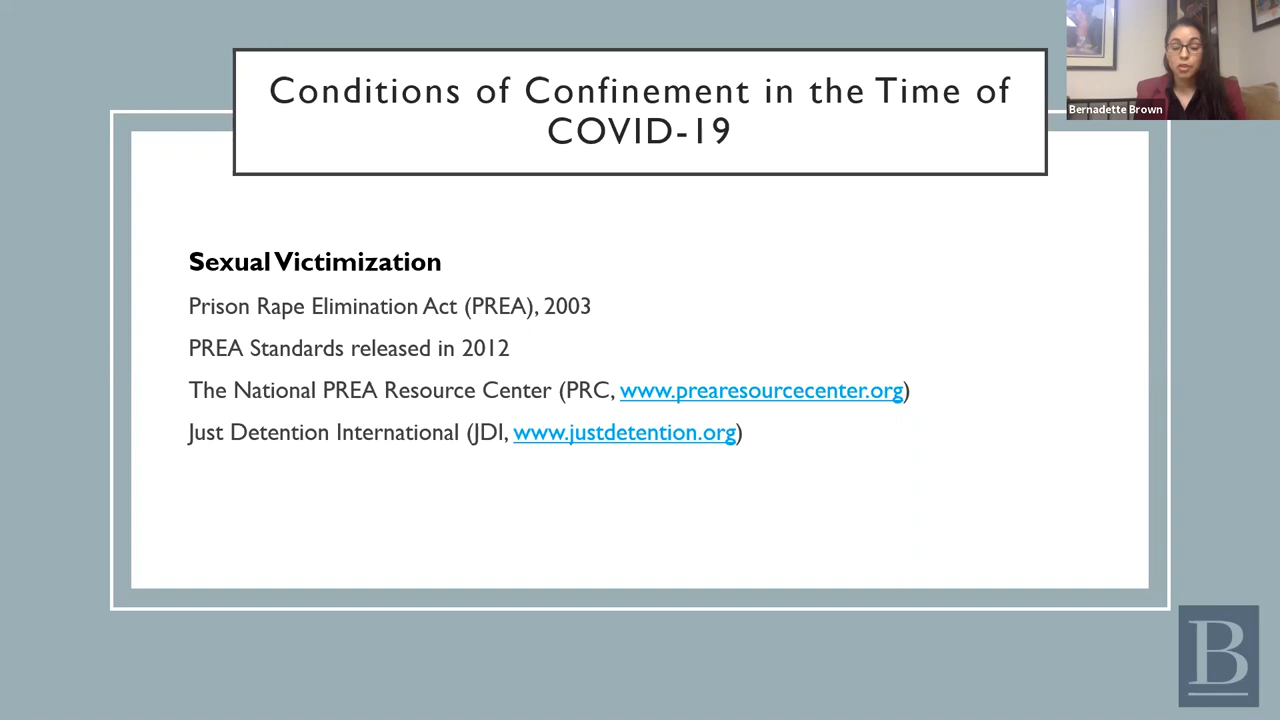 Conditions of Confinement in the Time of
COVID-19
Bernadette Brown
Sexual Victimization
Prison Rape Elimination Act (PREA), 2003
PREA Standards released in 2012
The National PREA Resource Center (PRC, www.prearesourcecenter.org)
Just Detention International (JDI, www.justdetention.org)
B